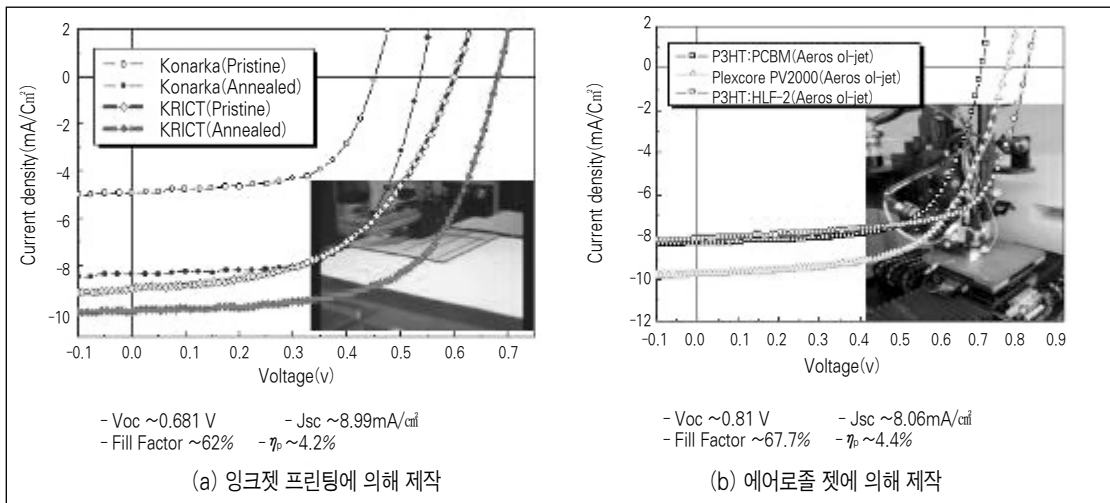 2
0
-2
-4
-6
-8
-10
Current density(mA/C㎡)
Konarka(Pristine)
Konarka(Annealed)
KRICT(Pristine)
KRICT(Annealed)
-0.1 0.0 0.1 0.2 0.3 0.4 0.5 0.6 0.7
Voltage(v)
- Voc ~0.681 V - Jsc ~8.99mA/㎠
- Fill Factor ~62% - ηp ~4.2%
(a) 잉크젯 프린팅에 의해 제작
2
0
-2
-4
-6
-8
-10
-12
Current density(mA/C㎡)
P3HT:PCBM(Aeros ol-jet)
Plexcore PV2000(Aeros ol-jet)
P3HT:HLF-2(Aeros ol-jet)
-0.1 0.0 0.1 0.2 0.3 0.4 0.5 0.6 0.7 0.8 0.9
Voltage(v)
- Voc ~0.81 V - Jsc ~8.06mA/㎠
- Fill Factor ~67.7% - ηp ~4.4%
(b) 에어로졸 젯에 의해 제작